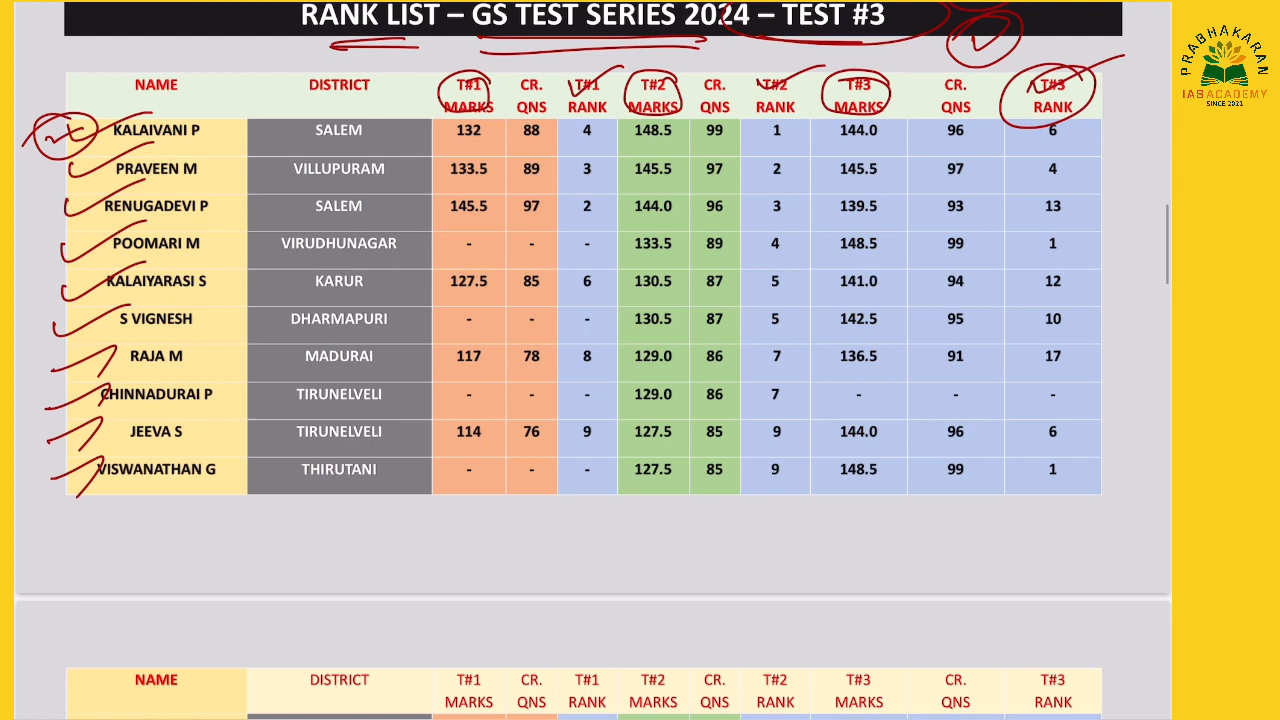 RANK LIST – GS TEST SERIES 2024 – TEST #3
PRABHAKARAN
IAS ACADEMY
SINCE 2021
NAME DISTRICT T#1 MARKS CR. QNS T#1 RANK T#2 MARKS CR. QNS T#2 RANK T#3 MARKS CR. QNS T#3 RANK
KALAIVANI P SALEM 132 88 4 148.5 99 1 144.0 96 6
PRAVEEN M VILLUPURAM 133.5 89 3 145.5 97 2 145.5 97 4
RENUGADEVI P SALEM 145.5 97 2 144.0 96 3 139.5 93 13
POOMARI M VIRUDHUNAGAR - - - 133.5 89 4 148.5 99 1
KALAIYARASI S KARUR 127.5 85 6 130.5 87 5 141.0 94 12
S VIGNESH DHARMAPURI - - - 130.5 87 5 142.5 95 10
RAJA M MADURAI 117 78 8 129.0 86 7 136.5 91 17
CHINNADURAI P TIRUNELVELI - - - 129.0 86 7 - - -
JEEVA S TIRUNELVELI 114 76 9 127.5 85 9 144.0 96 6
VISWANATHAN G THIRUTANI - - - 127.5 85 9 148.5 99 1
NAME DISTRICT T#1 MARKS CR. QNS T#1 RANK T#2 MARKS CR. QNS T#2 RANK T#3 MARKS CR. QNS T#3 RANK